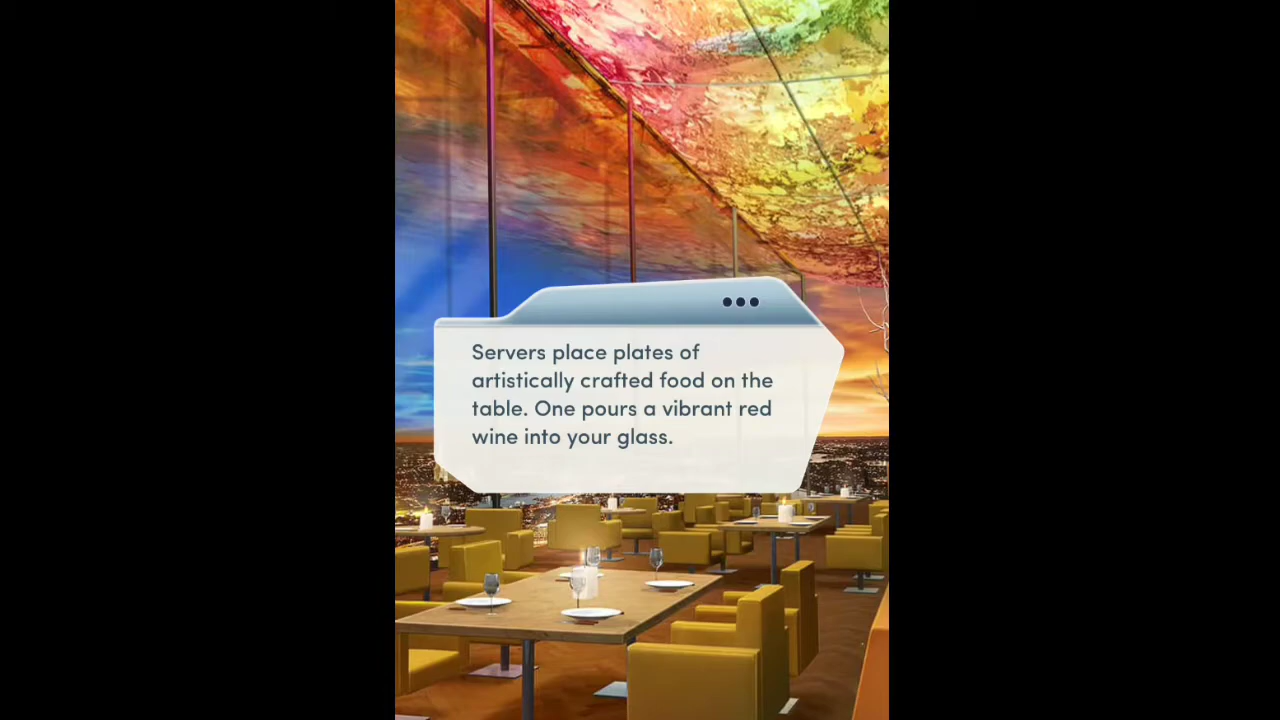 Servers place plates of
artistically crafted food on the
table. One pours a vibrant red
wine into your glass.